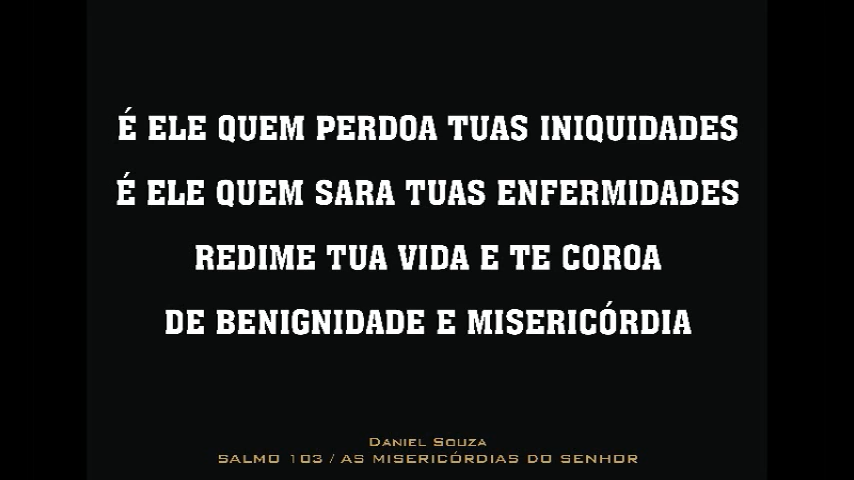 É ELE QUEM PERDOA TUAS INIQUIDADES
É ELE QUEM SARA TUAS ENFERMIDADES
REDIME TUA VIDA E TE COROA
DE BENIGNIDADE E MISERICÓRDIA
Daniel Souza
SALMO 103 / AS MISERICÓRDIAS DO SENHOR